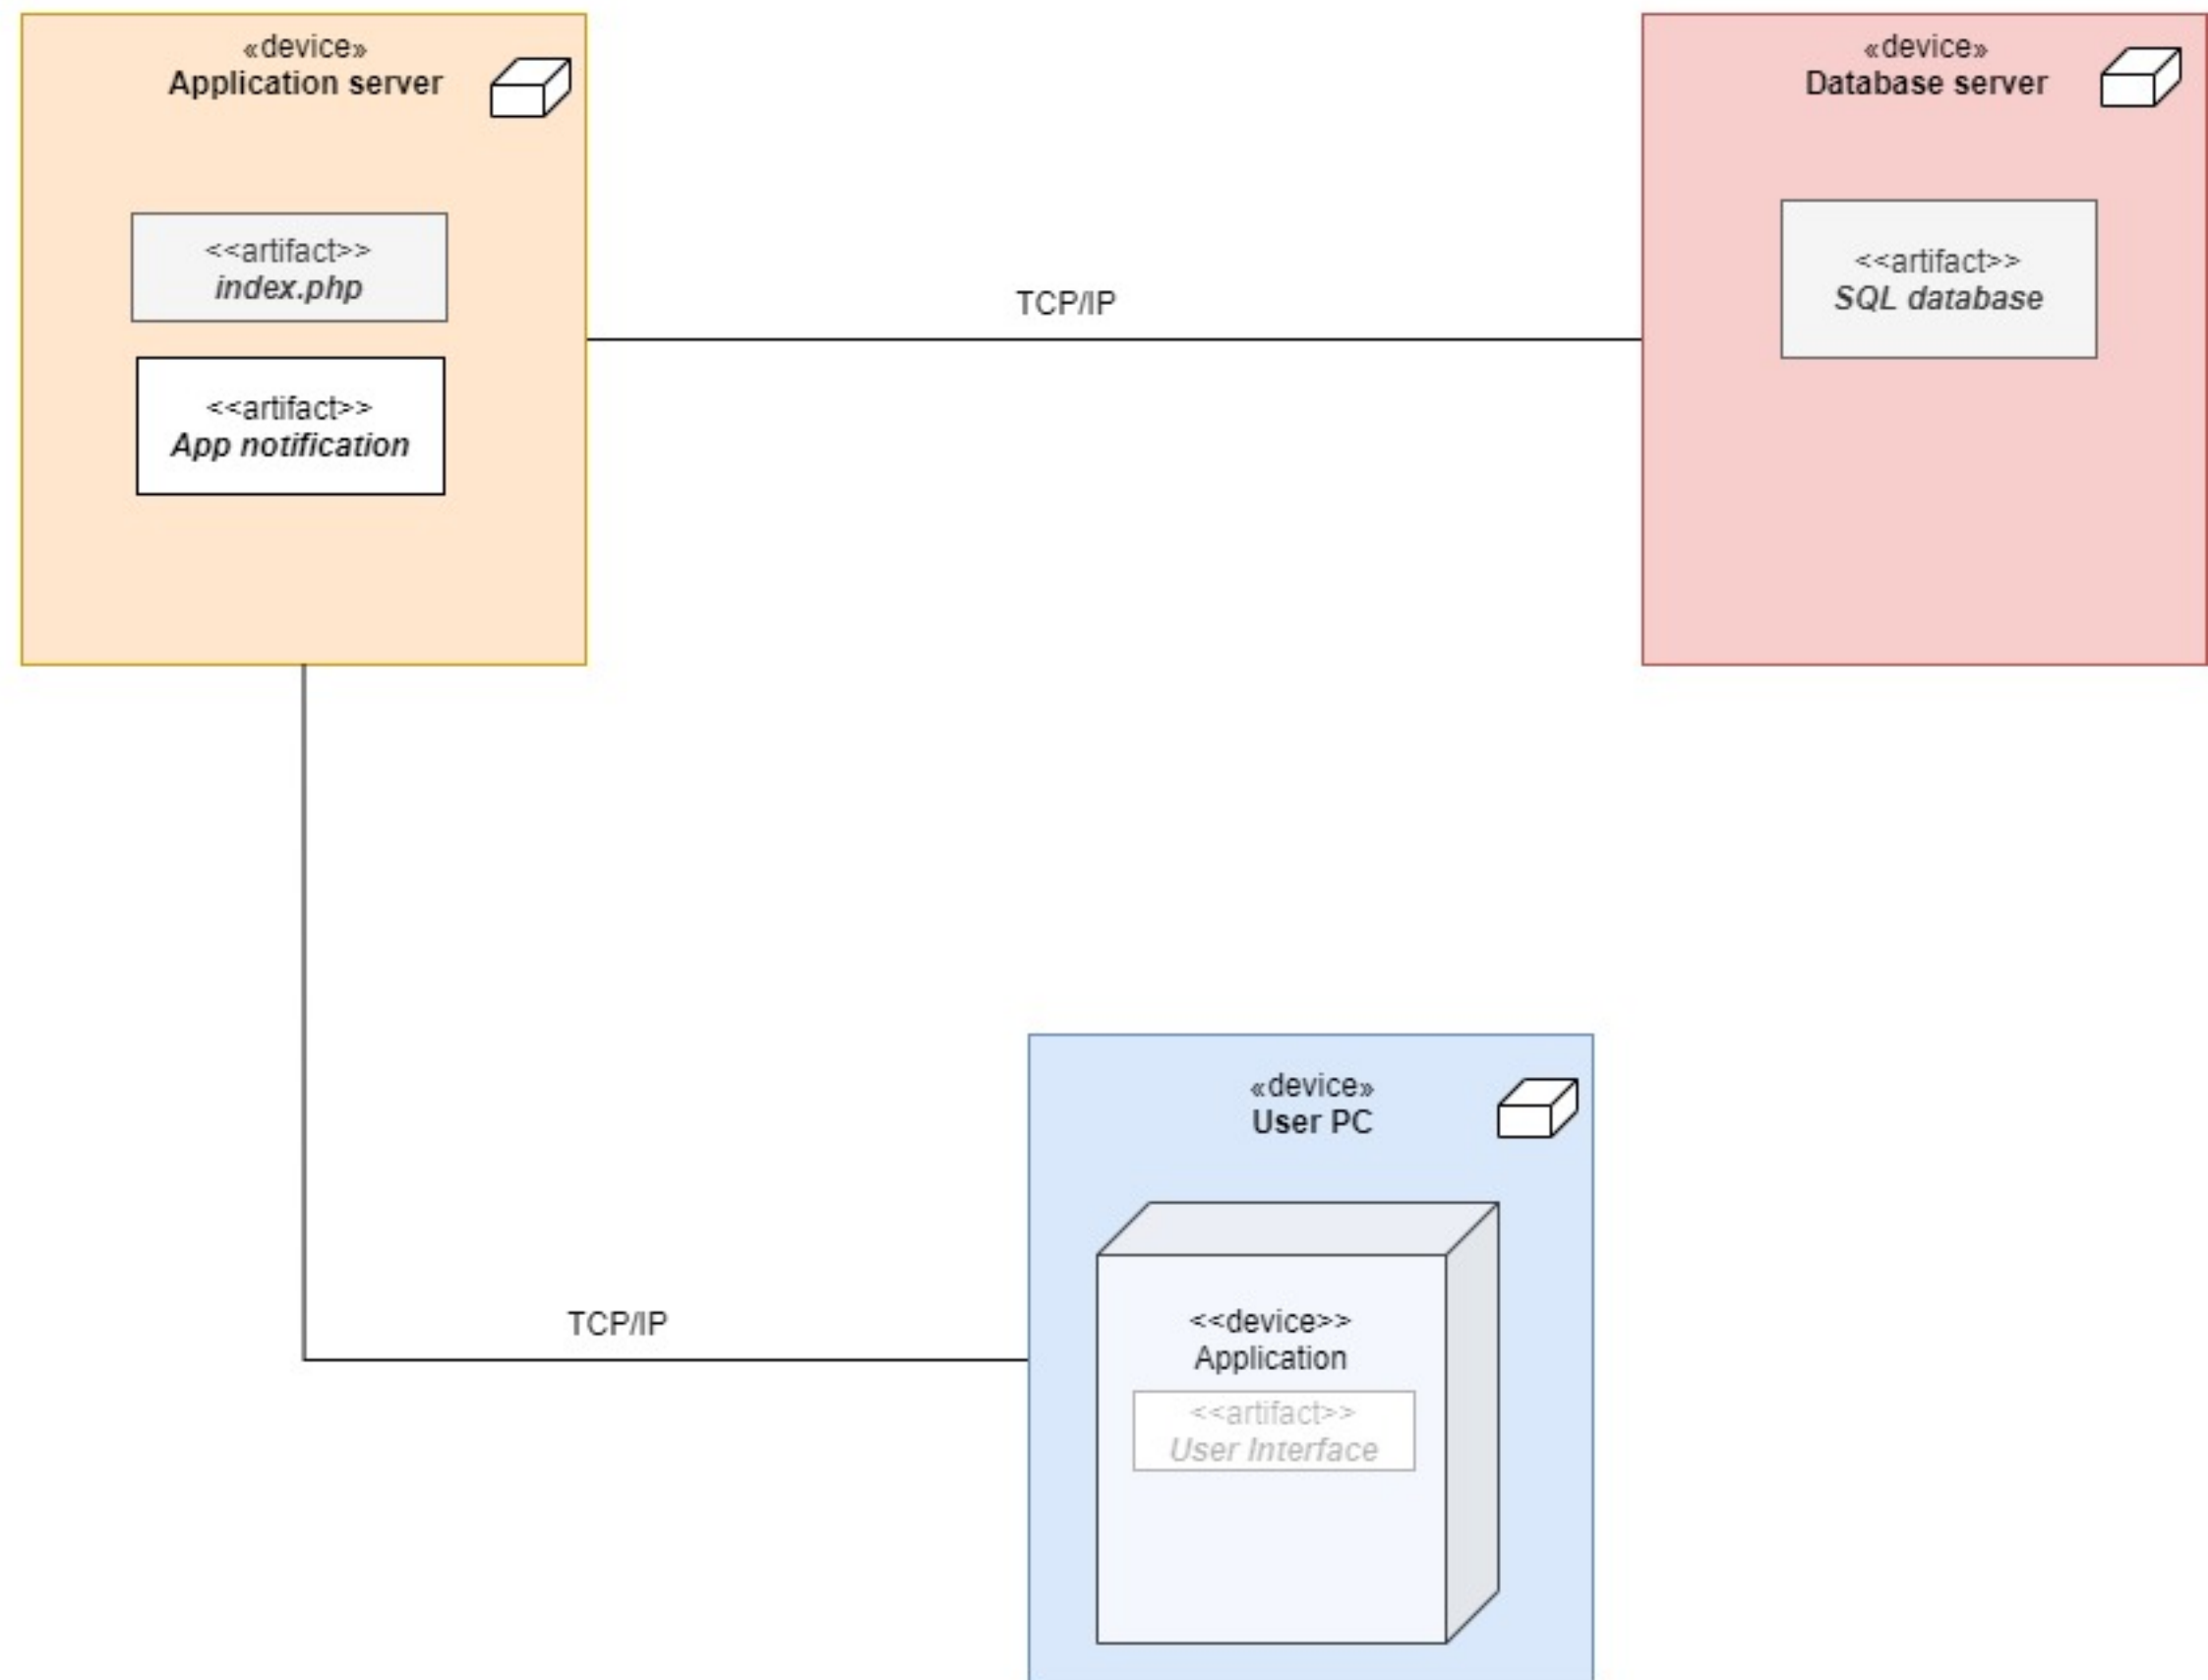 «device»
Application server
<<artifact>>
index.php
<<artifact>>
App notification
TCP/IP
«device»
Database server
<<artifact>>
SQL database
TCP/IP
«device»
User PC
<<device>>
Application
<<artifact>>
User Interface